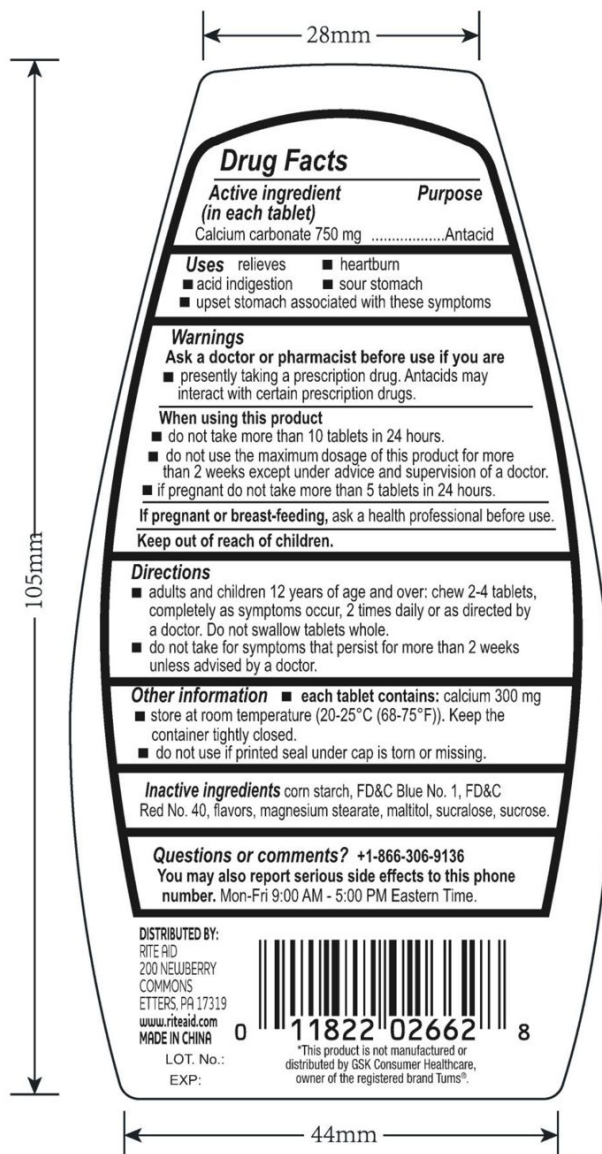 28mm
105mm
Drug Facts
Active ingredient Purpose
(in each tablet)
Calcium carbonate 750 mg ..................Antacid
Uses relieves ■ heartburn
■ acid indigestion ■ sour stomach
■ upset stomach associated with these symptoms
Warnings
Ask a doctor or pharmacist before use if you are
■ presently taking a prescription drug. Antacids may
interact with certain prescription drugs.
When using this product
■ do not take more than 10 tablets in 24 hours.
■ do not use the maximum dosage of this product for more
than 2 weeks except under advice and supervision of a doctor.
■ if pregnant do not take more than 5 tablets in 24 hours.
If pregnant or breast-feeding, ask a health professional before use.
Keep out of reach of children.
Directions
■ adults and children 12 years of age and over: chew 2-4 tablets,
completely as symptoms occur, 2 times daily or as directed by
a doctor. Do not swallow tablets whole.
■ do not take for symptoms that persist for more than 2 weeks
unless advised by a doctor.
Other information ■ each tablet contains: calcium 300 mg
■ store at room temperature (20-25°C (68-75°F)). Keep the
container tightly closed.
■ do not use if printed seal under cap is torn or missing.
Inactive ingredients corn starch, FD&C Blue No. 1, FD&C
Red No. 40, flavors, magnesium stearate, maltitol, sucralose, sucrose.
Questions or comments? +1-866-306-9136
You may also report serious side effects to this phone
number. Mon-Fri 9:00 AM - 5:00 PM Eastern Time.
DISTRIBUTED BY:
RITE AID
200 NEWBERRY
COMMONS
ETTERS, PA 17319
www.riteaid.com
MADE IN CHINA
LOT. No.:
EXP:
0 11822 02662 8
*This product is not manufactured or
distributed by GSK Consumer Healthcare,
owner of the registered brand Tums®.
44mm